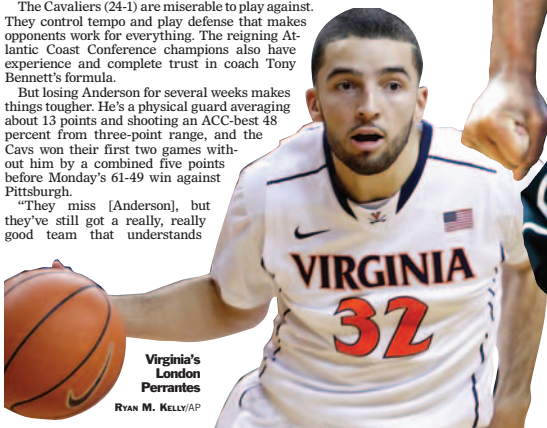 The Cavaliers (24-1) are miserable to play against.
They control tempo and play defense that makes
opponents work for everything. The reigning At-
lantic Coast Conference champions also have
experience and complete trust in coach Tony
Bennett's formula.
But losing Anderson for several weeks makes
things tougher. He's a physical guard averaging
about 13 points and shooting an ACC-best 48
percent from three-point range, and the
Cavs won their first two games with-
out him by a combined five points
before Monday's 61-49 win against
Pittsburgh.
“They miss [Anderson], but
they've still got a really, really
good team that understands
VIRGINIA
32
Virginia's
London
Perrantes
RYAN M. KELLY/AP